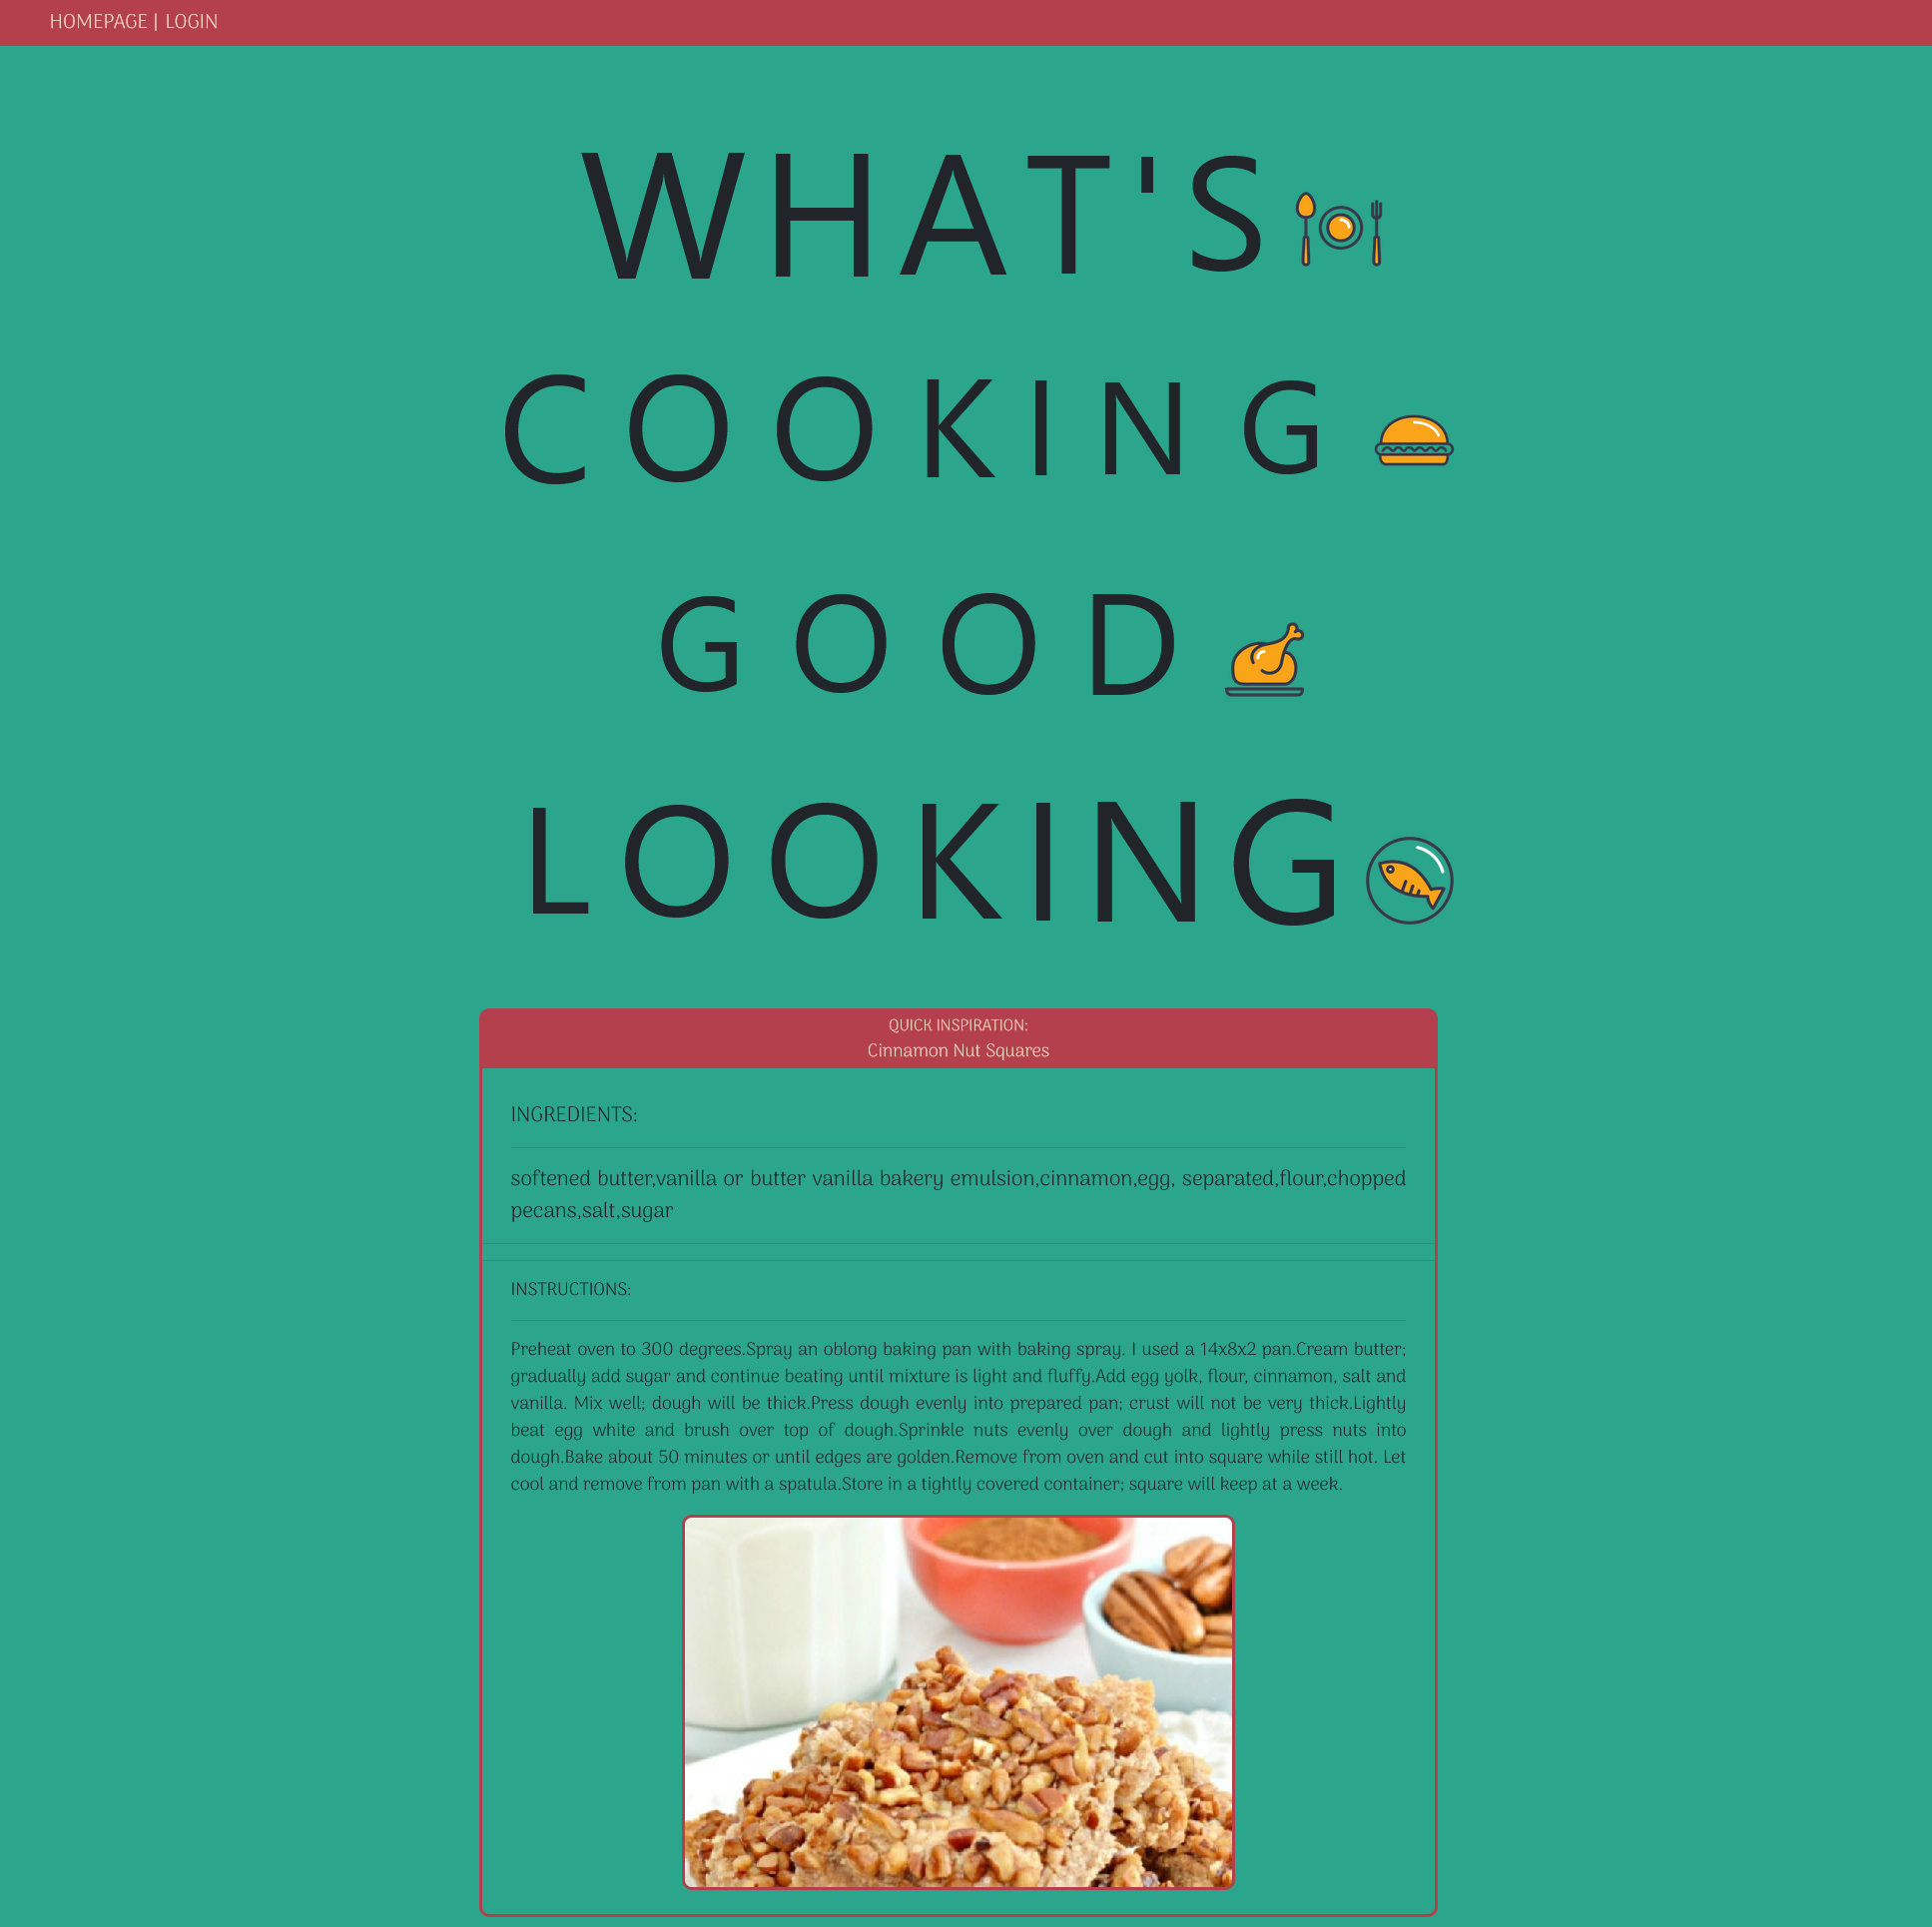 HOMEPAGE | LOGIN
WHAT'S
COOKING
GOOD
LOOKING
QUICK INSPIRATION:
Cinnamon Nut Squares
INGREDIENTS:
softened butter,vanilla or butter vanilla bakery emulsion,cinnamon,egg, separated,flour,chopped
pecans,salt,sugar
INSTRUCTIONS:
Preheat oven to 300 degrees.Spray an oblong baking pan with baking spray. I used a 14x8x2 pan.Cream butter;
gradually add sugar and continue beating until mixture is light and fluffy.Add egg yolk, flour, cinnamon, salt and
vanilla. Mix well; dough will be thick.Press dough evenly into prepared pan; crust will not be very thick.Lightly
beat egg white and brush over top of dough.Sprinkle nuts evenly over dough and lightly press nuts into
dough.Bake about 50 minutes or until edges are golden.Remove from oven and cut into square while still hot. Let
cool and remove from pan with a spatula.Store in a tightly covered container; square will keep at a week.